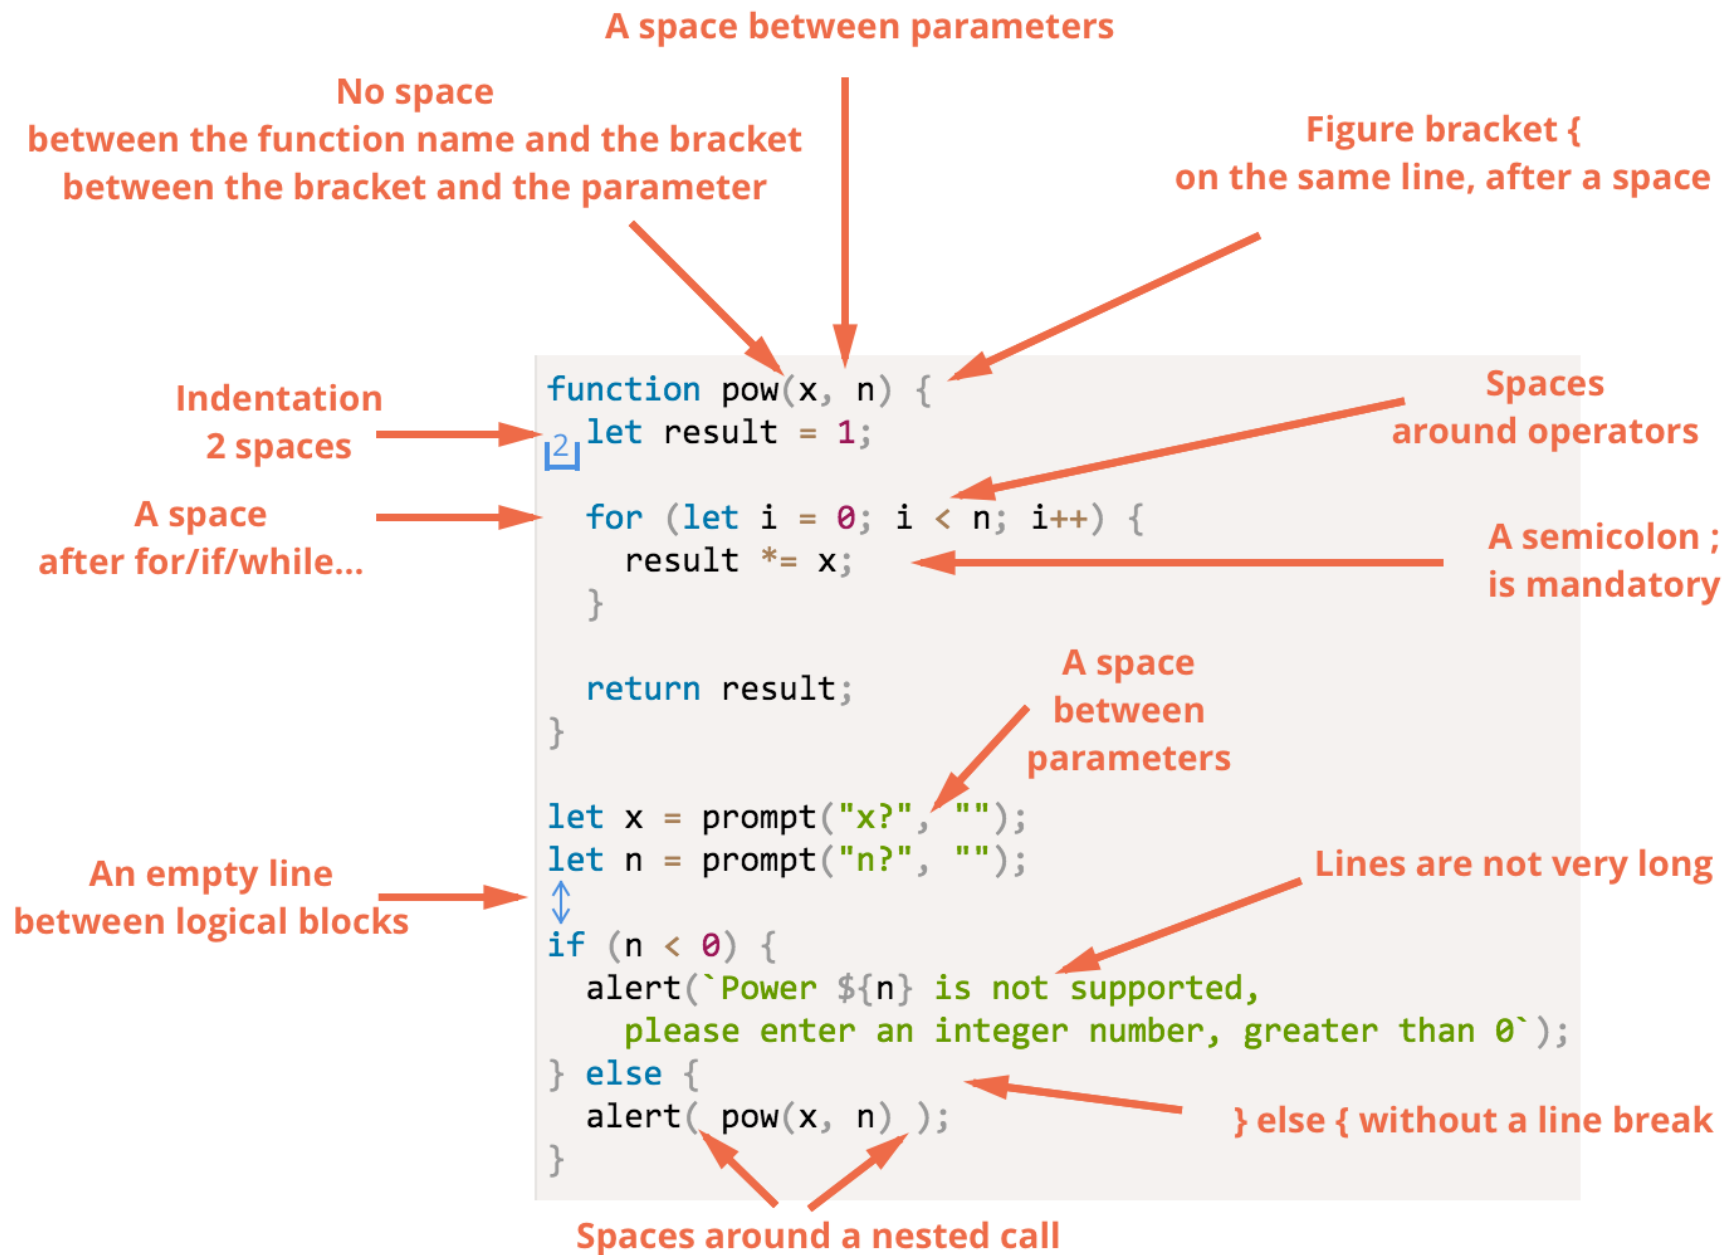 A space between parameters
No space
between the function name and the bracket
between the bracket and the parameter
Figure bracket {
on the same line, after a space
Indentation
2 spaces
A space
after for/if/while...
function pow(x, n) {
2
  let result = 1;
  for (let i = 0; i < n; i++) {
    result *= x;
  }
  return result;
}
Spaces
around operators
A semicolon ;
is mandatory
A space
between
parameters
let x = prompt("x?", "");
let n = prompt("n?", "");
An empty line
between logical blocks
Lines are not very long
if (n < 0) {
  alert(`Power ${n} is not supported,
    please enter an integer number, greater than 0`);
} else {
  alert( pow(x, n) );
}
} else { without a line break
Spaces around a nested call